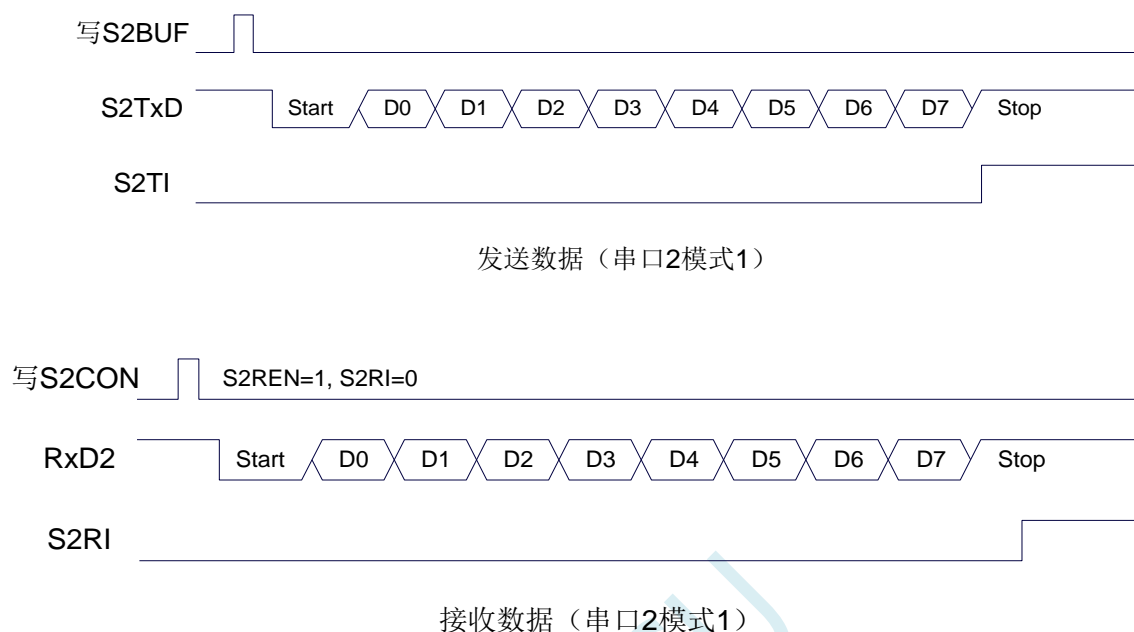 写S2BUF
S2TxD Start D0 D1 D2 D3 D4 D5 D6 D7 Stop
S2TI
发送数据（串口2模式1）
写S2CON S2REN=1, S2RI=0
RxD2 Start D0 D1 D2 D3 D4 D5 D6 D7 Stop
S2RI
接收数据（串口2模式1）